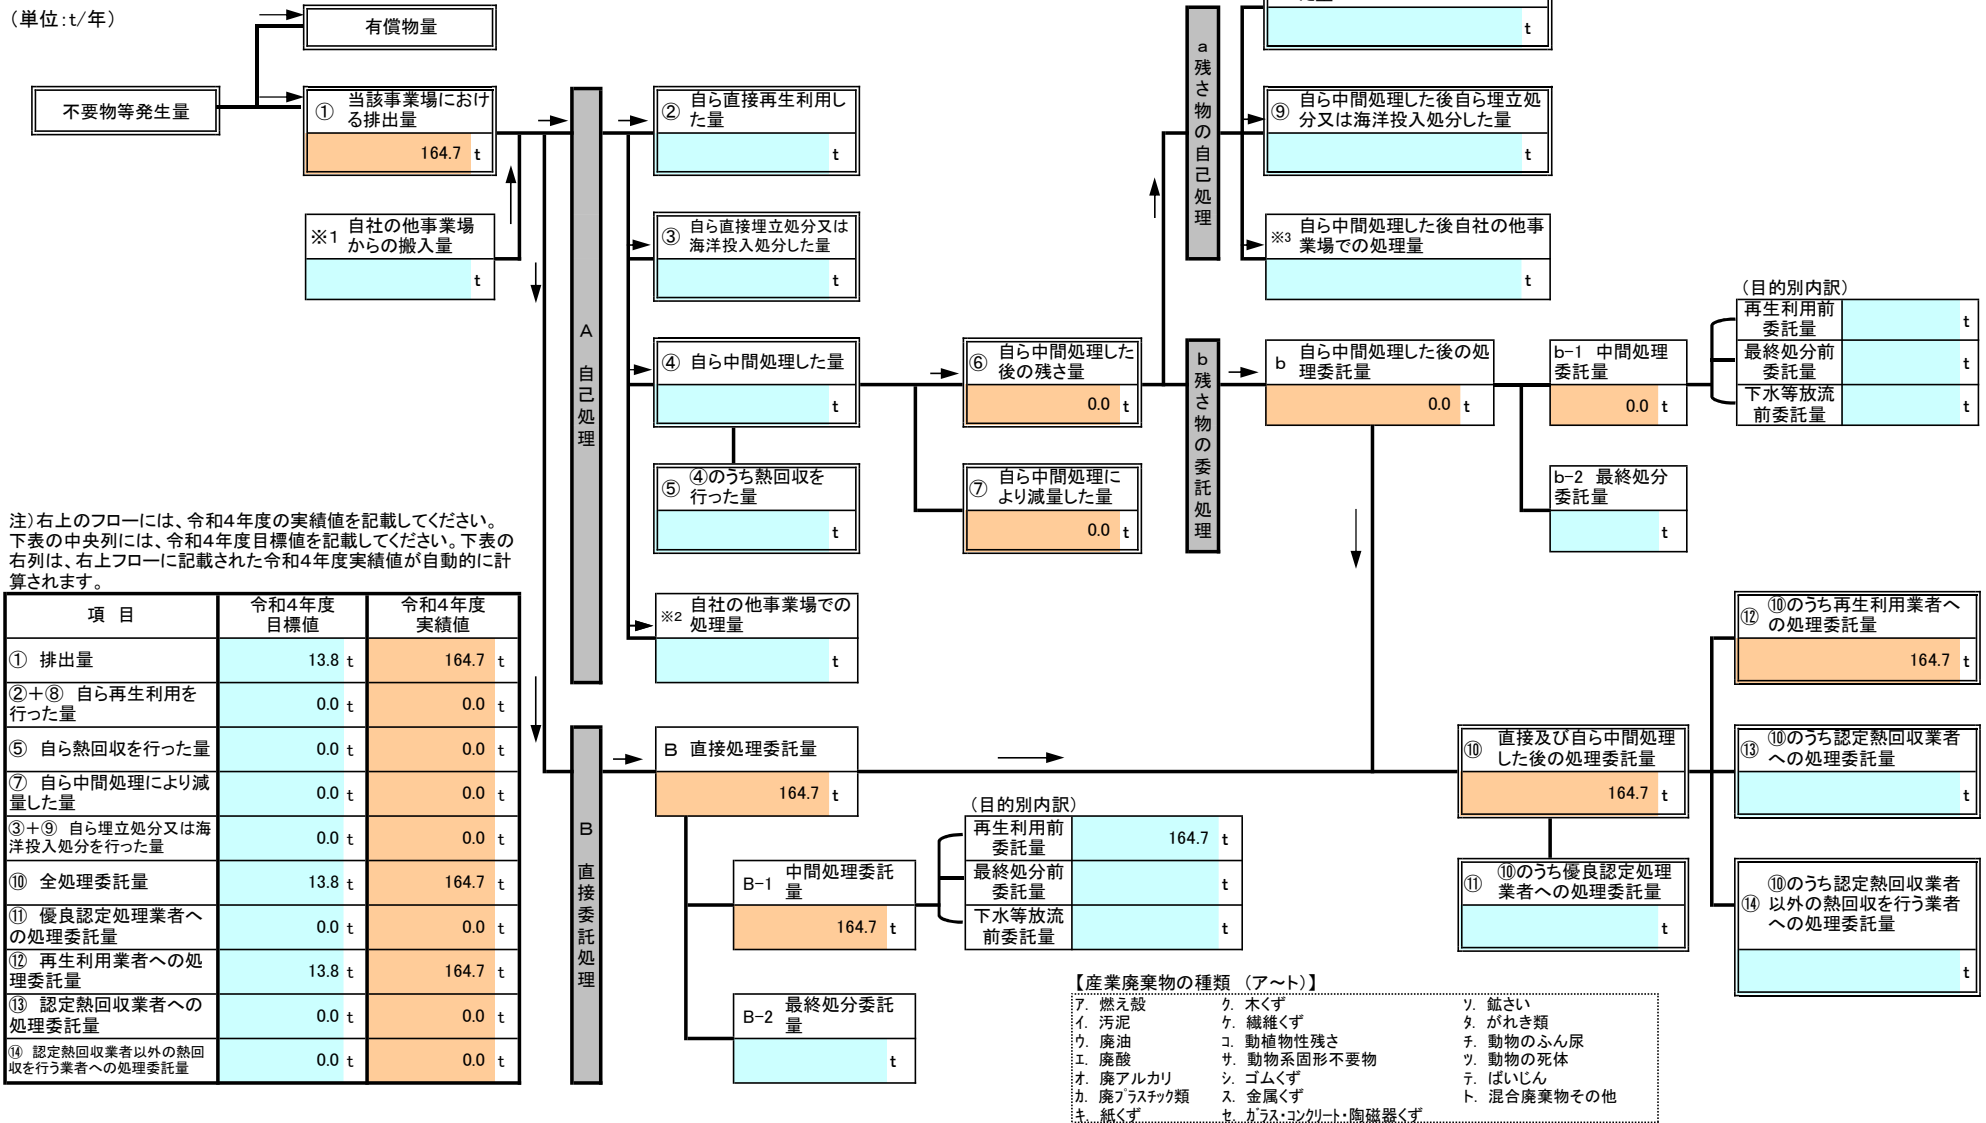 （単位：t/年）
有償物量
不要物等発生量
① 当該事業場におけ
る排出量
164.7 t
※1 自社の他事業場
からの搬入量
t
A 自己処理
② 自ら直接再生利用し
た量
t
③ 自ら直接埋立処分又は
海洋投入処分した量
t
④ 自ら中間処理した量
t
⑤ ④のうち熱回収を
行った量
t
※2 自社の他事業場での
処理量
t
⑥ 自ら中間処理した
後の残さ量
0.0 t
⑦ 自ら中間処理に
より減量した量
0.0 t
a残さ物の自己処理
t
⑨ 自ら中間処理した後自ら埋立処
分又は海洋投入処分した量
t
※3 自ら中間処理した後自社の他事
業場での処理量
t
b残さ物の委託処理
b 自ら中間処理した後の処
理委託量
0.0 t
b-1 中間処理
委託量
0.0 t
b-2 最終処分
委託量
t
（目的別内訳）
再生利用前
委託量
t
最終処分前
委託量
t
下水等放流
前委託量
t
注）右上のフローには、令和4年度の実績値を記載してください。
下表の中央列には、令和4年度目標値を記載してください。下表の
右列は、右上フローに記載された令和4年度実績値が自動的に計
算されます。
項 目
令和4年度
目標値
令和4年度
実績値
① 排出量 13.8 t 164.7 t
②＋⑧ 自ら再生利用を
行った量 0.0 t 0.0 t
⑤ 自ら熱回収を行った量 0.0 t 0.0 t
⑦ 自ら中間処理により減
量した量 0.0 t 0.0 t
③＋⑨ 自ら埋立処分又は海
洋投入処分を行った量 0.0 t 0.0 t
⑩ 全処理委託量 13.8 t 164.7 t
⑪ 優良認定処理業者へ
の処理委託量 0.0 t 0.0 t
⑫ 再生利用業者への処
理委託量 13.8 t 164.7 t
⑬ 認定熱回収業者への
処理委託量 0.0 t 0.0 t
⑭ 認定熱回収業者以外の熱回
収を行う業者への処理委託量 0.0 t 0.0 t
B 直接委託処理
B 直接処理委託量
164.7 t
B-1 中間処理委託
量
164.7 t
B-2 最終処分委託
量
t
（目的別内訳）
再生利用前
委託量
164.7 t
最終処分前
委託量
t
下水等放流
前委託量
t
⑩ 直接及び自ら中間処理
した後の処理委託量
164.7 t
⑪ ⑩のうち優良認定処理
業者への処理委託量
t
⑫ ⑩のうち再生利用業者へ
の処理委託量
164.7 t
⑬ ⑩のうち認定熱回収業者
への処理委託量
t
⑭ ⑩のうち認定熱回収業者
以外の熱回収を行う業者
への処理委託量
t
【産業廃棄物の種類 （ア～ト）】
ア. 燃え殻 ク. 木くず ソ. 鉱さい
イ. 汚泥 ケ. 繊維くず タ. がれき類
ウ. 廃油 コ. 動植物性残さ チ. 動物のふん尿
エ. 廃酸 サ. 動物系固形不要物 ツ. 動物の死体
オ. 廃アルカリ シ. ゴムくず テ. ばいじん
カ. 廃プラスチック類 ス. 金属くず ト. 混合廃棄物その他
キ. 紙くず セ. ガラス・コンクリート・陶磁器くず